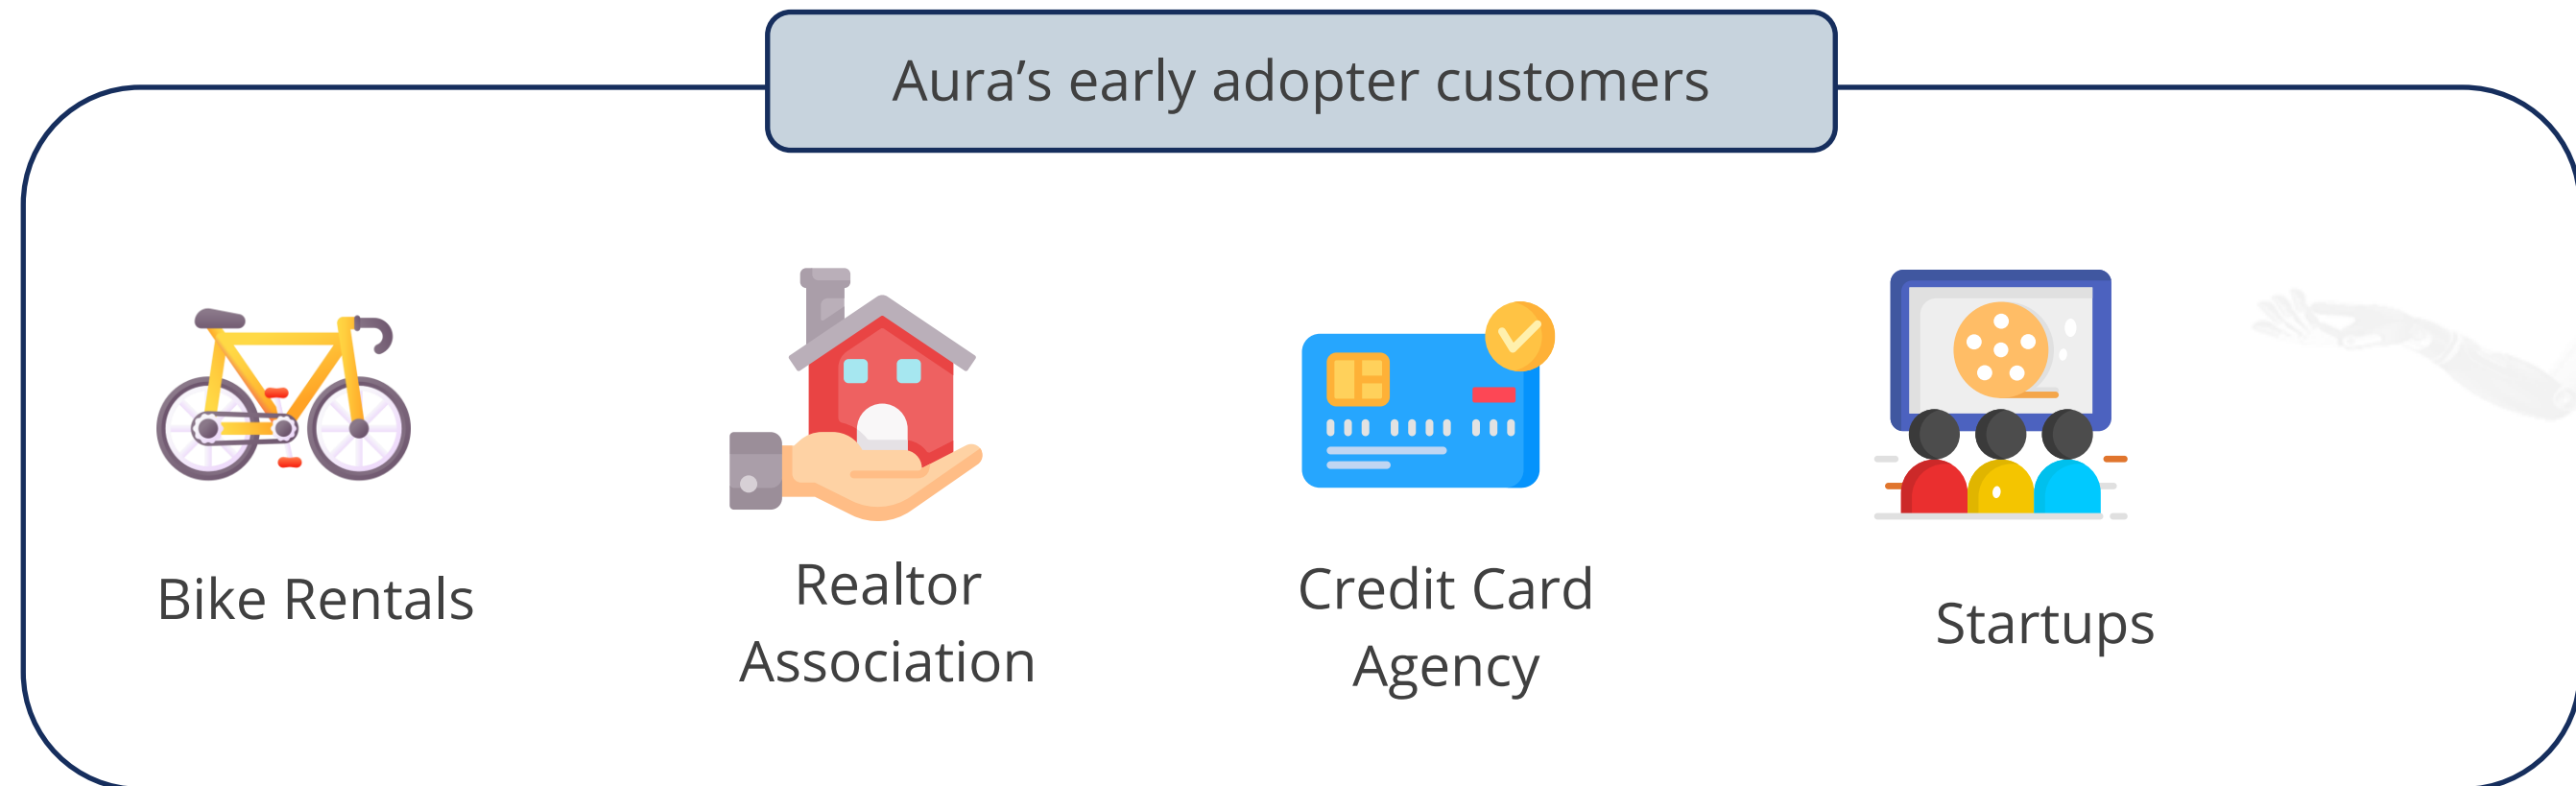 Aura’s early adopter customers
Bike Rentals
Realtor
Association
Credit Card
Agency
Startups